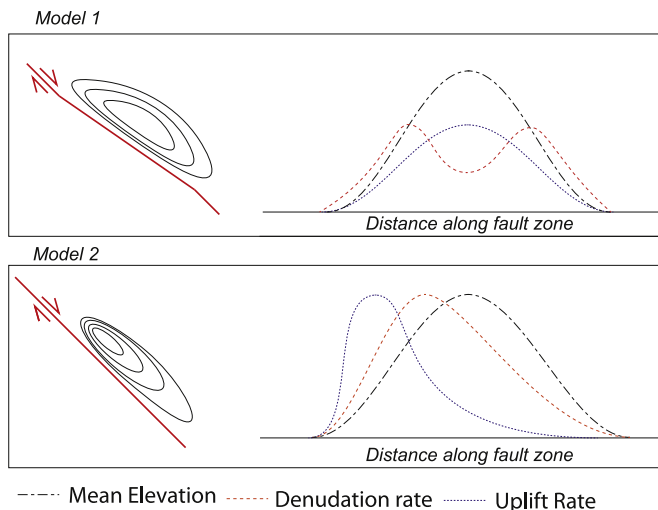 Model 1
Distance along fault zone
Model 2
Distance along fault zone
Mean Elevation Denudation rate Uplift Rate